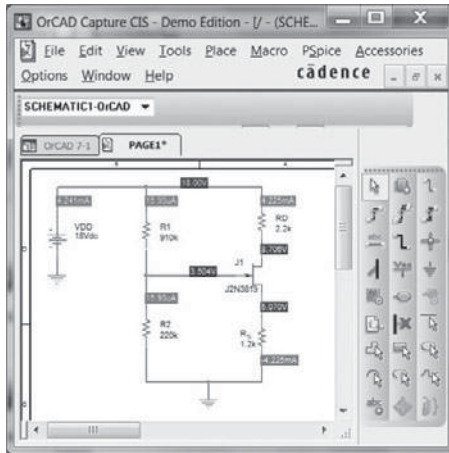 OrCAD Capture CIS - Demo Edition - [/ - (SCHE...
File Edit View Tools Place Macro PSpice Accessories
Options Window Help
cādence
SCHEMATIC1-OrCAD
OrCAD 7-1
PAGE1*
18.00V
4.241mA
15.93uA
4.225mA
VDD
18Vdc
R1
910k
RD
2.2k
8.706V
J1
3.504V
J2N3819
15.93uA
5.070V
R2
220k
RS
1.2k
-4.225mA